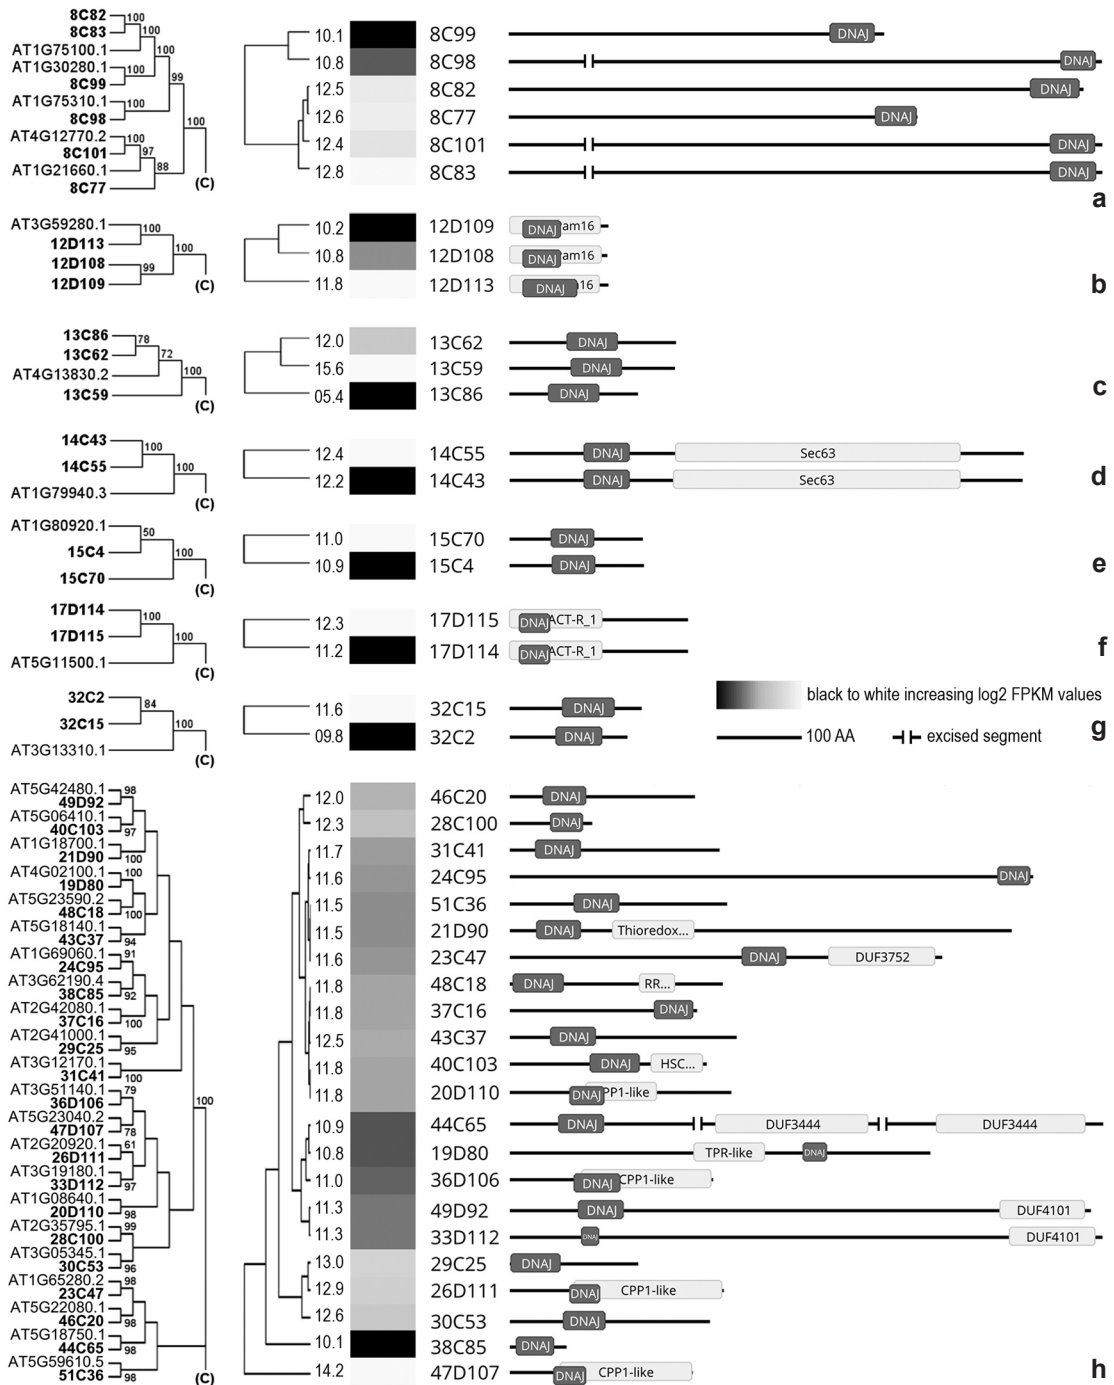 8C82
8C83
AT1G75100.1
AT1G30280.1
8C99
AT1G75310.1
8C98
AT4G12770.2
8C101
AT1G21660.1
8C77
100
100
100
100
99
100
100
97
88
(C)
10.1 8C99 DNAJ
10.8 8C98 DNAJ
12.5 8C82 DNAJ
12.6 8C77 DNAJ
12.4 8C101 DNAJ
12.8 8C83 DNAJ
a
AT3G59280.1
12D113
12D108
12D109
100
100
99
(C)
10.2 12D109 DNAJ am16
10.8 12D108 DNAJ am16
11.8 12D113 DNAJ 16
b
13C86
13C62
AT4G13830.2
13C59
78
72
100
(C)
12.0 13C62 DNAJ
15.6 13C59 DNAJ
05.4 13C86 DNAJ
c
14C43
14C55
AT1G79940.3
100
100
(C)
12.4 14C55 DNAJ Sec63
12.2 14C43 DNAJ Sec63
d
AT1G80920.1
15C4
15C70
50
100
(C)
11.0 15C70 DNAJ
10.9 15C4 DNAJ
e
17D114
17D115
AT5G11500.1
100
100
(C)
12.3 17D115 DNAJ ACT-R_1
11.2 17D114 DNAJ ACT-R_1
f
32C2
32C15
AT3G13310.1
84
100
(C)
11.6 32C15 DNAJ
09.8 32C2 DNAJ
black to white increasing log2 FPKM values
100 AA excised segment
g
AT5G42480.1 98
49D92
AT5G06410.1
40C103 97
AT1G18700.1
21D90 100
AT4G02100.1 100
19D80
AT5G23590.2
48C18 100
AT5G18140.1
43C37 94
AT1G69060.1 91
24C95
AT3G62190.4
38C85 92
AT2G42080.1
37C16 100
AT2G41000.1
29C25 95
AT3G12170.1
31C41 100
AT3G51140.1 79
36D106
100
AT5G23040.2
47D107 78
AT2G20920.1 61
26D111
AT3G19180.1
33D112 97
AT1G08640.1
20D110 98
AT2G35795.1 99
28C100
AT3G05345.1
30C53 96
AT1G65280.2 98
23C47
AT5G22080.1
46C20 98
AT5G18750.1
44C65 98
AT5G59610.5
51C36 98
(C)
12.0 46C20 DNAJ
12.3 28C100 DNAJ
11.7 31C41 DNAJ
11.6 24C95 DNAJ
11.5 51C36 DNAJ
11.5 21D90 DNAJ Thioredox...
11.6 23C47 DNAJ DUF3752
11.8 48C18 DNAJ RR...
11.8 37C16 DNAJ
12.5 43C37 DNAJ
11.8 40C103 DNAJ HSC...
11.8 20D110 DNAJ PP1-like
10.9 44C65 DNAJ DUF3444 DUF3444
10.8 19D80 TPR-like DNAJ
11.0 36D106 DNAJ CPP1-like
11.3 49D92 DNAJ DUF4101
11.3 33D112 DNAJ DUF4101
13.0 29C25 DNAJ
12.9 26D111 DNAJ CPP1-like
12.6 30C53 DNAJ
10.1 38C85 DNAJ
14.2 47D107 DNAJ CPP1-like
h